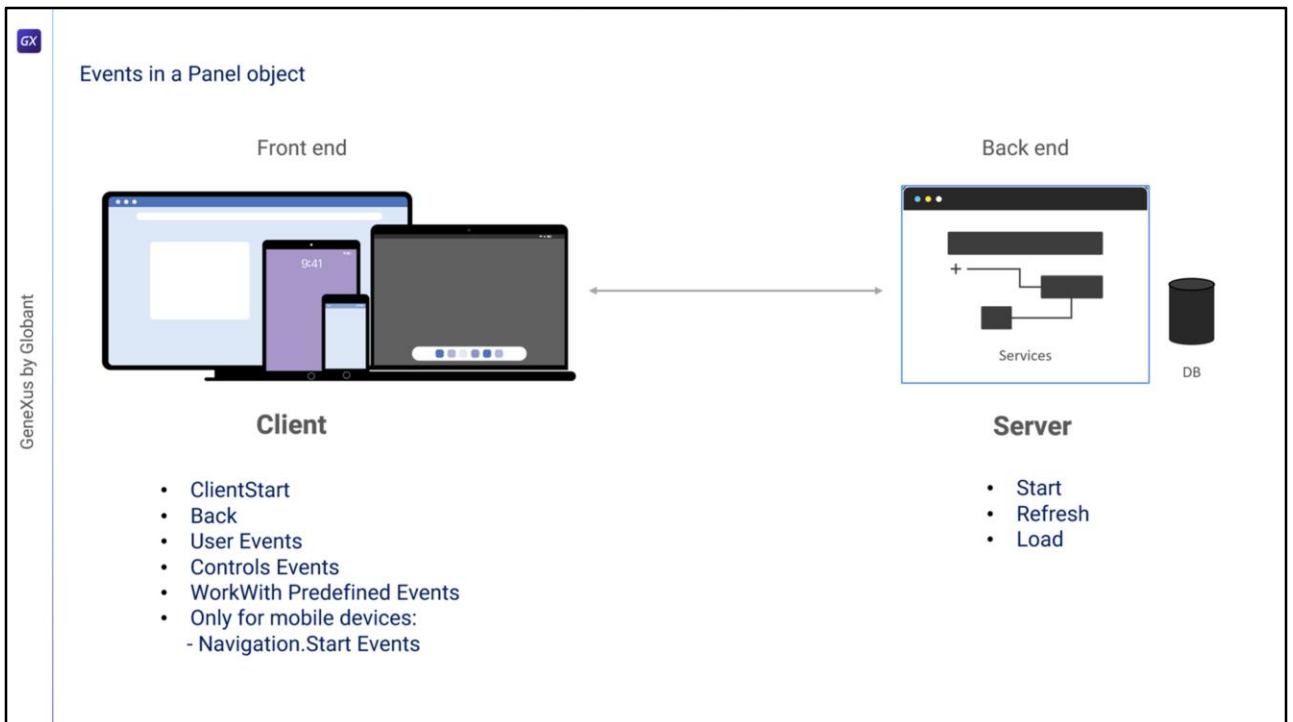 GX
Events in a Panel object
Front end
Back end
9:41
Services
DB
GeneXus by Globant
Client
Server
• ClientStart
• Back
• User Events
• Controls Events
• WorkWith Predefined Events
• Only for mobile devices:
- Navigation.Start Events
• Start
• Refresh
• Load